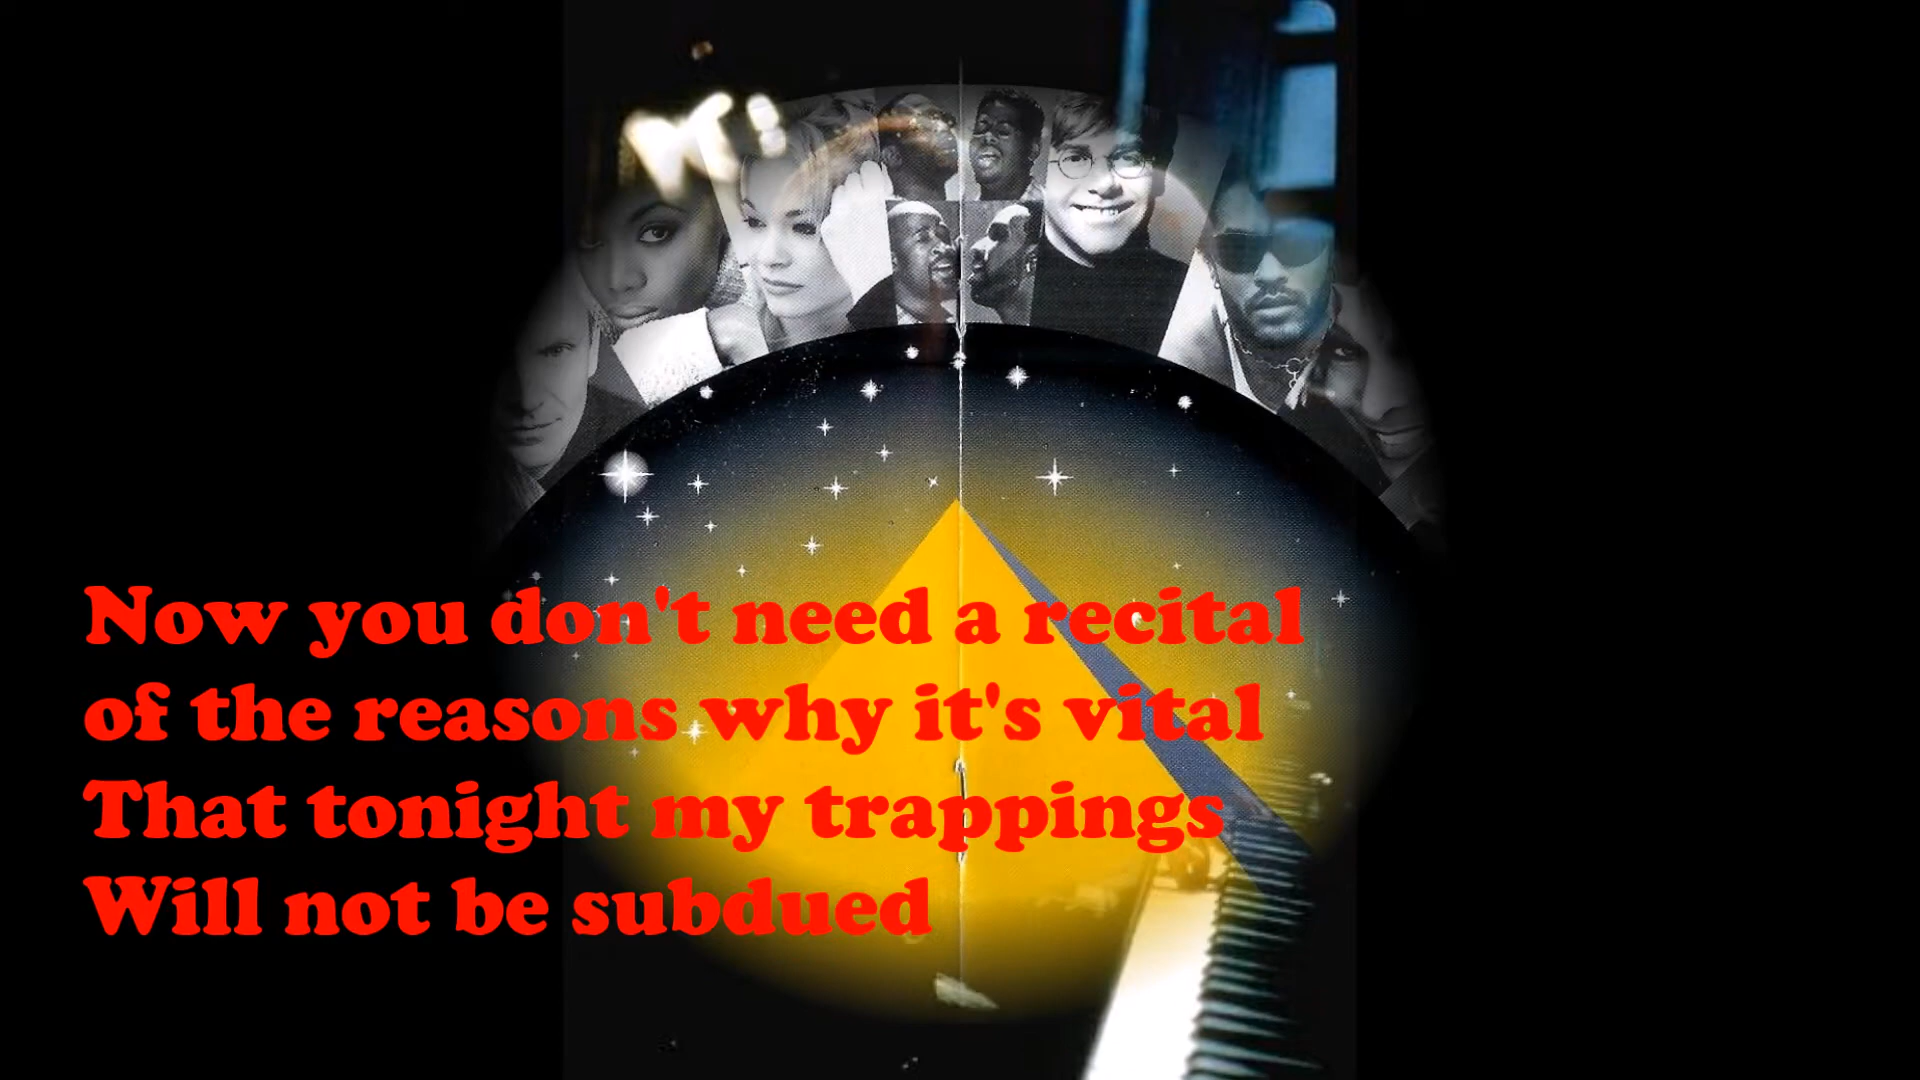 Now you don't need a recital
of the reasons why it's vital
That tonight my trappings
Will not be subdued